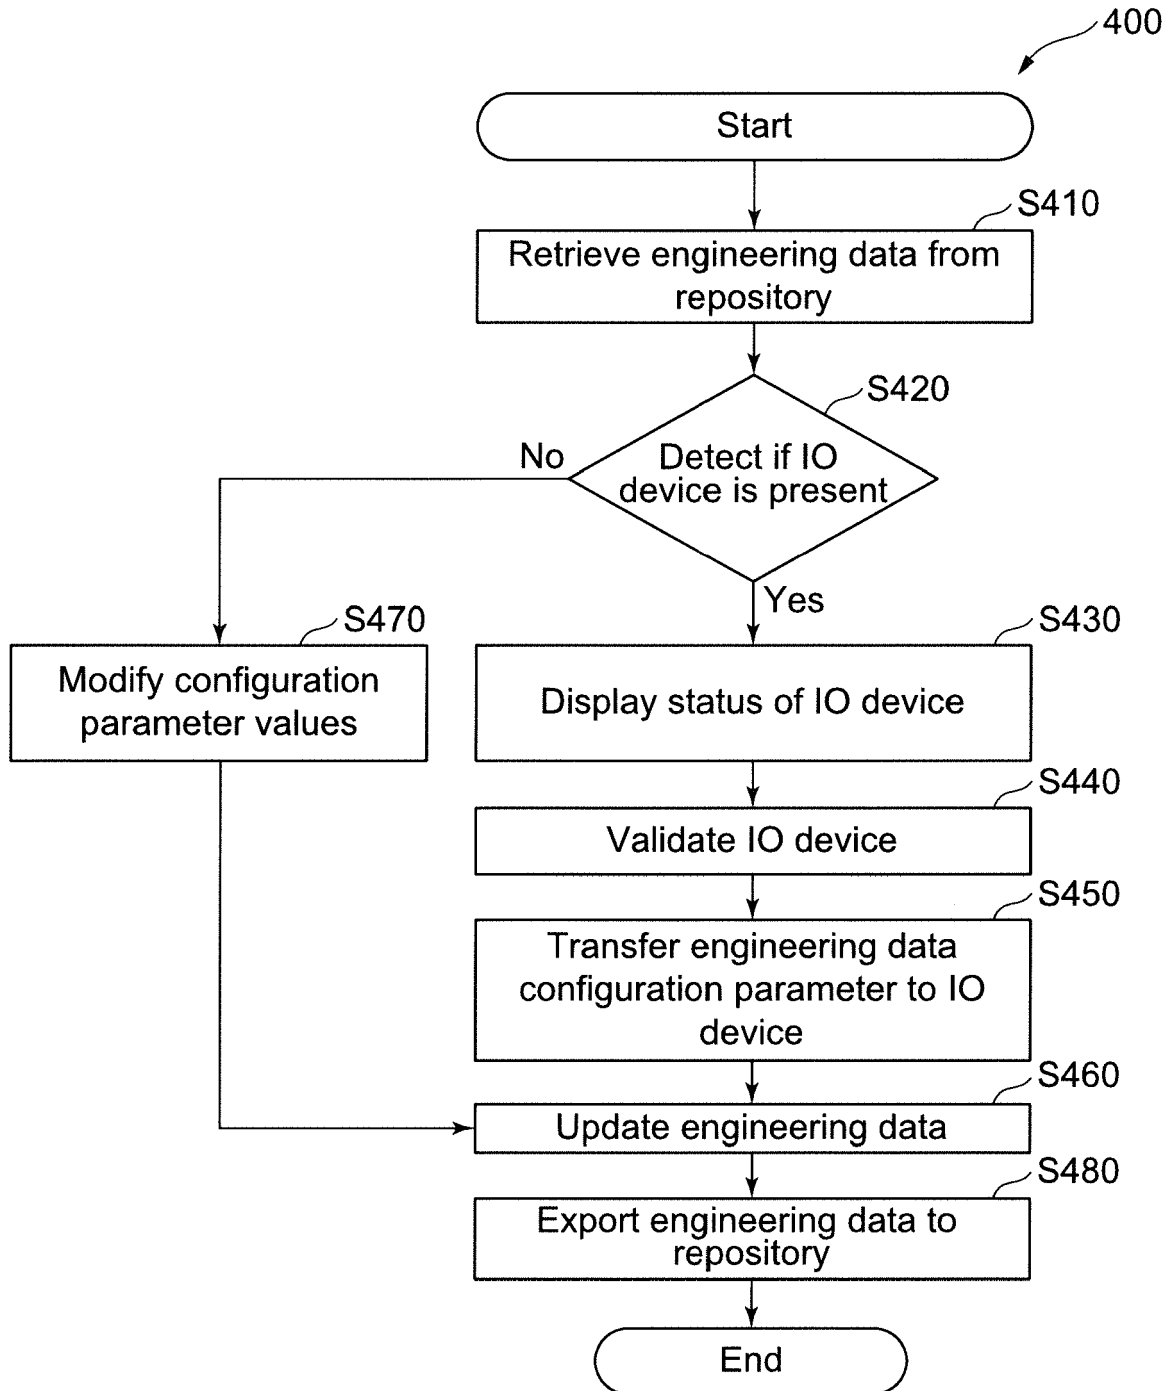 400
Start
S410
Retrieve engineering data from
repository
S420
No
Detect if IO
device is present
Yes
S470
Modify configuration
parameter values
S430
Display status of IO device
S440
Validate IO device
S450
Transfer engineering data
configuration parameter to IO
device
S460
Update engineering data
S480
Export engineering data to
repository
End